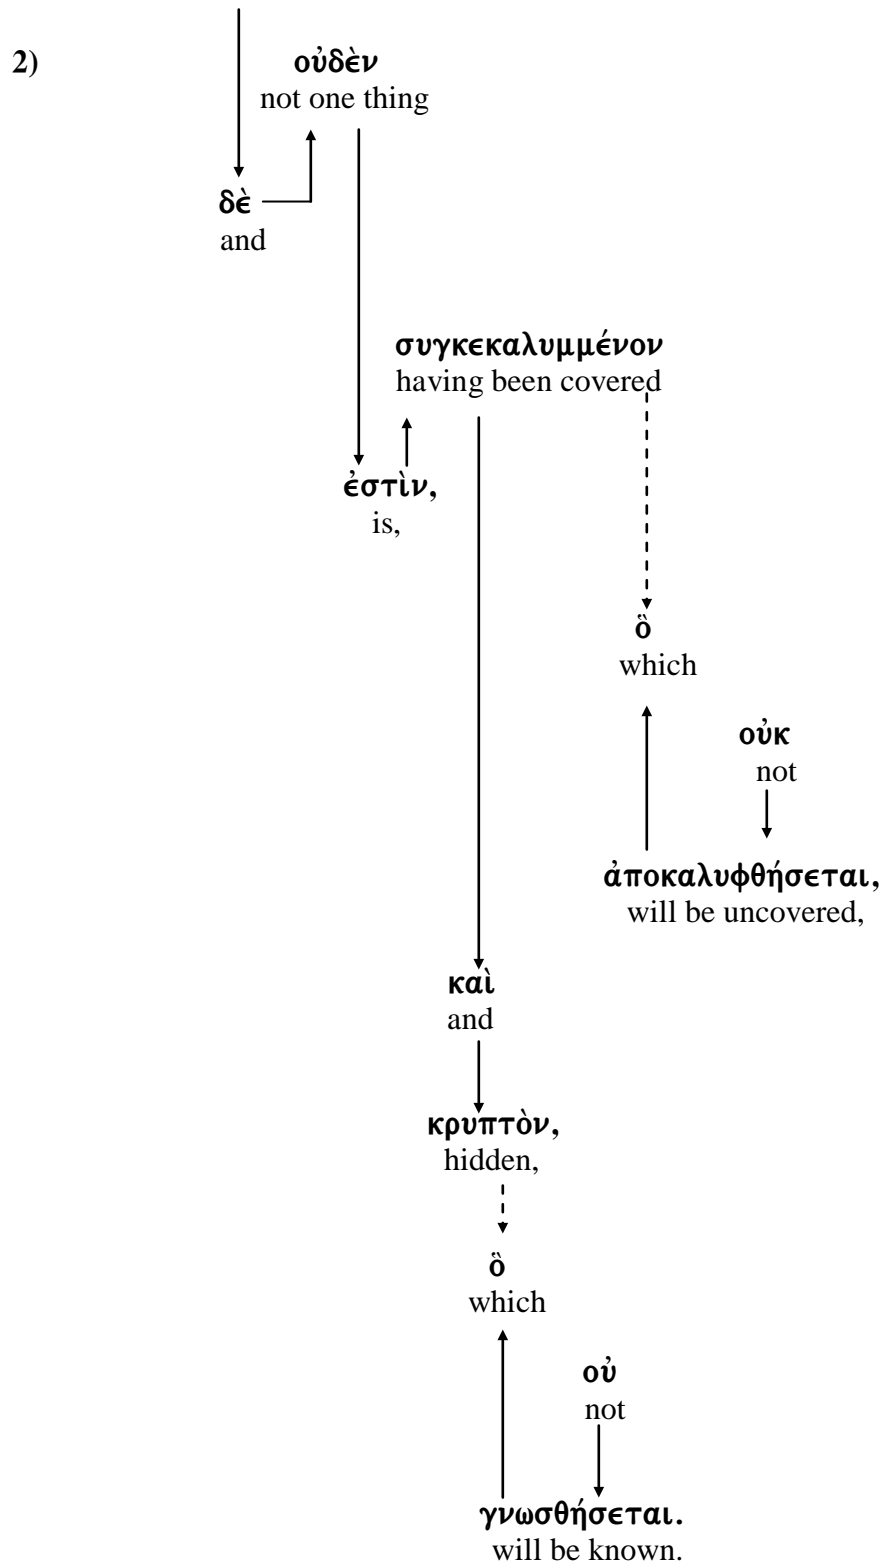 2)
οὐδὲν
not one thing
δὲ
and
συγκεκαλυμμένον
having been covered
ἐστὶν,
is,
ὃ
which
οὐκ
not
ἀποκαλυφθήσεται,
will be uncovered,
καὶ
and
κρυπτὸν,
hidden,
ὃ
which
οὐ
not
γνωσθήσεται.
will be known.